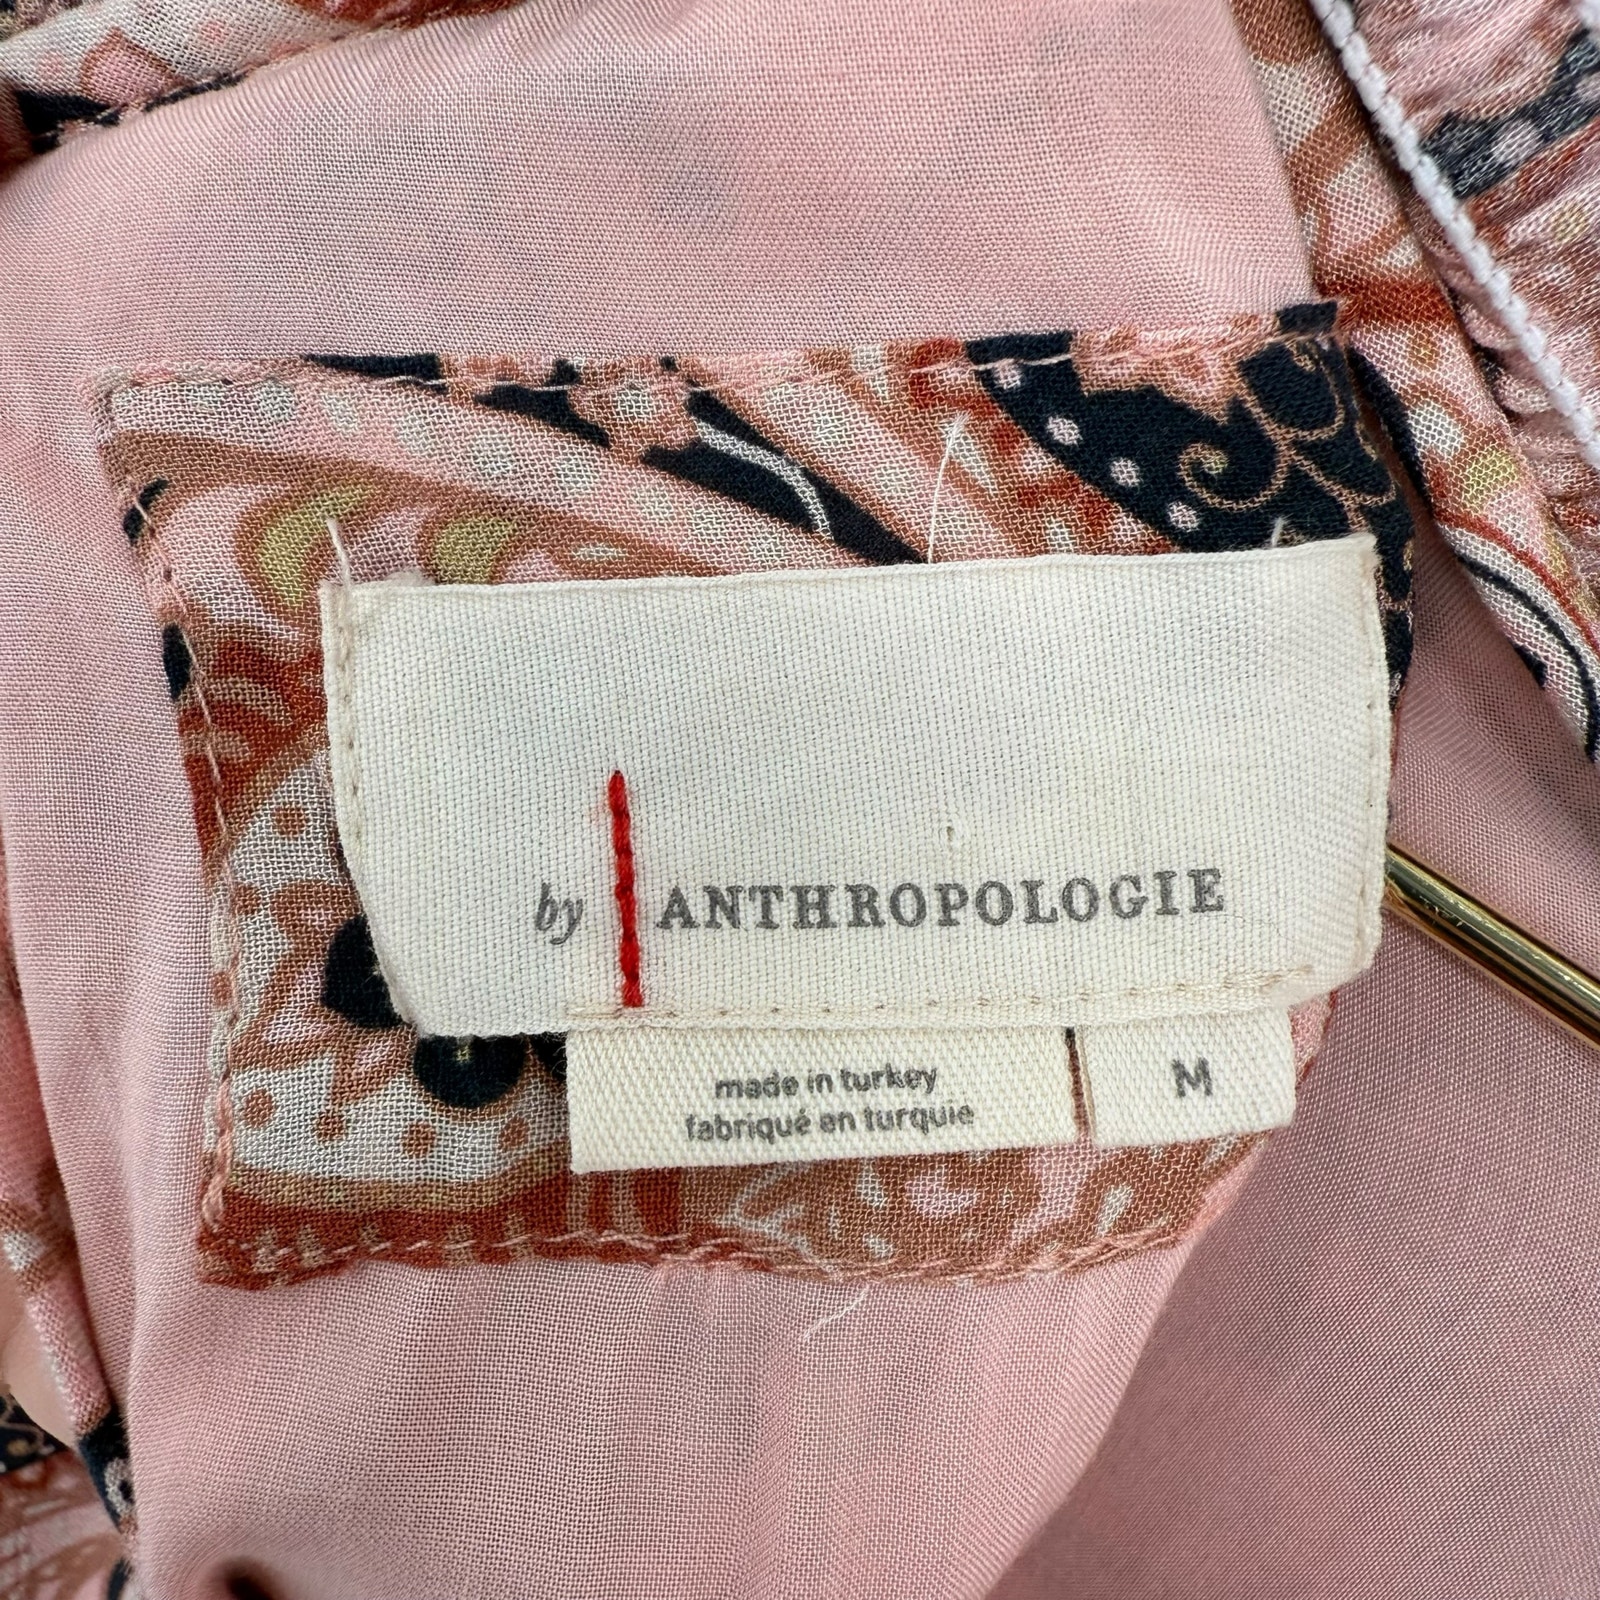 by ANTHROPOLOGIE
made in turkey
fabriqué en turquie
M